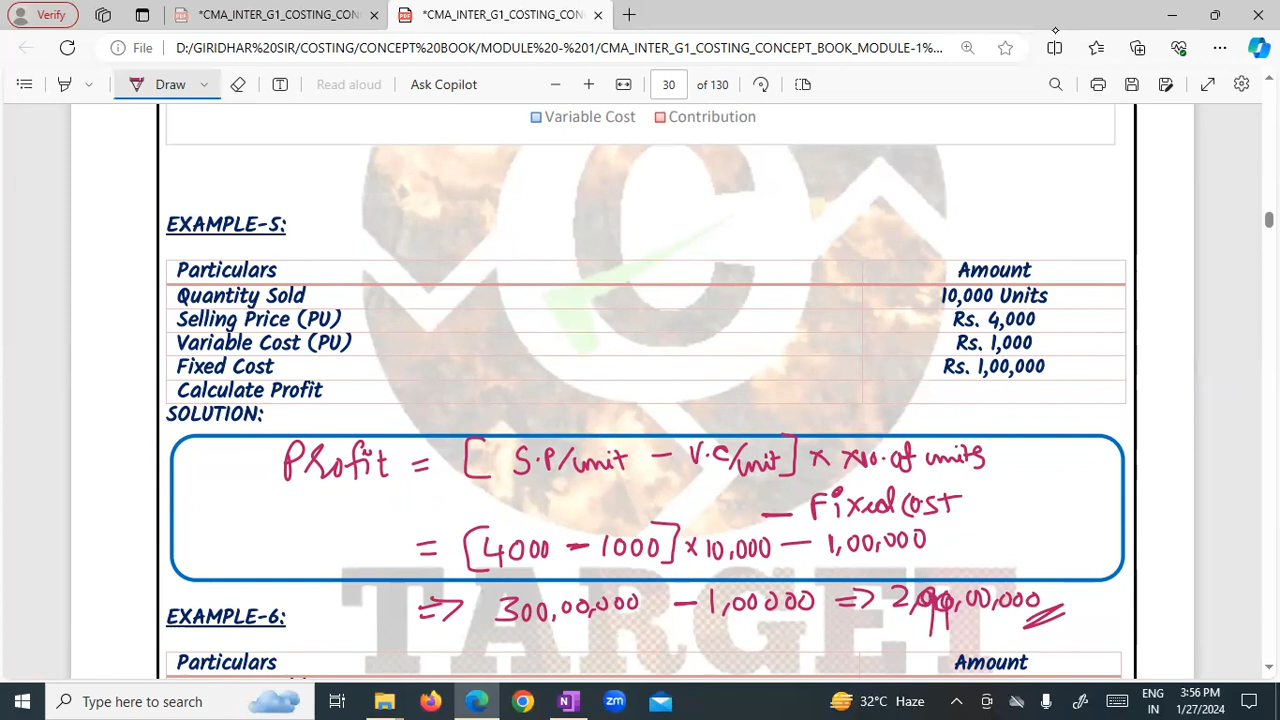 Verify
*CMA_INTER_G1_COSTING_CON
*CMA_INTER_G1_COSTING_CON
File
D:/GIRIDHAR%20SIR/COSTING/CONCEPT%20BOOK/MODULE%20-%201/CMA_INTER_G1_COSTING_CONCEPT_BOOK_MODULE-1%...
Draw
Read aloud
Ask Copilot
30 of 130
Variable Cost Contribution
EXAMPLE-5:
Particulars Amount
Quantity Sold 10,000 Units
Selling Price (PU) Rs. 4,000
Variable Cost (PU) Rs. 1,000
Fixed Cost Rs. 1,00,000
Calculate Profit
SOLUTION:
Profit = [ S.P/unit - V.C/unit ] × No. of units
- Fixed cost
= [4000 - 1000] × 10,000 - 1,00,000
=> 300,00,000 - 1,00000 => 2,99,00,000
EXAMPLE-6:
TARGET
Particulars Amount
Type here to search
32°C Haze
ENG
IN
3:56 PM
1/27/2024